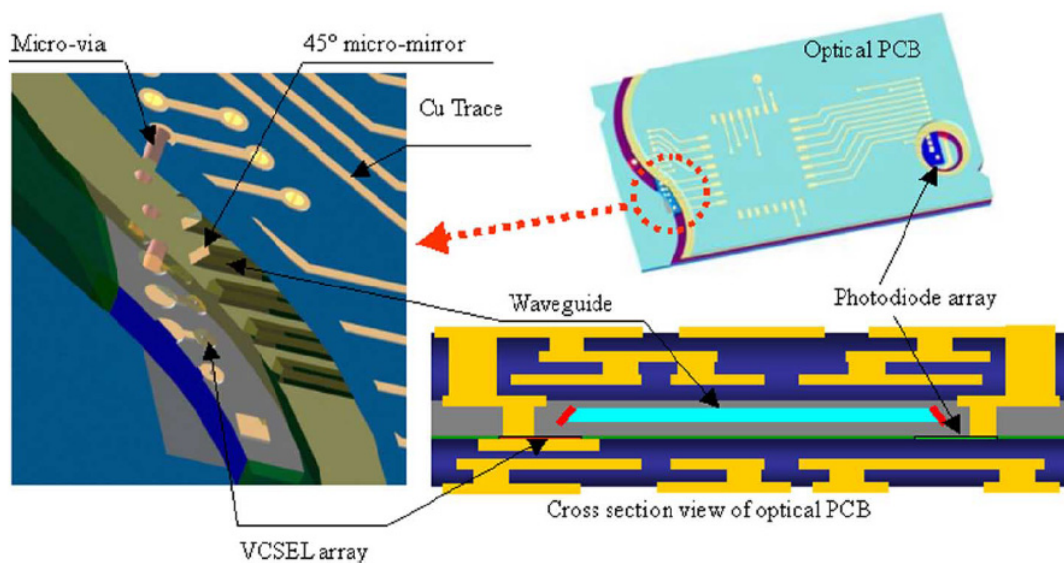 Micro-via
45° micro-mirror
Optical PCB
Cu Trace
Waveguide
Photodiode array
Cross section view of optical PCB
VCSEL array